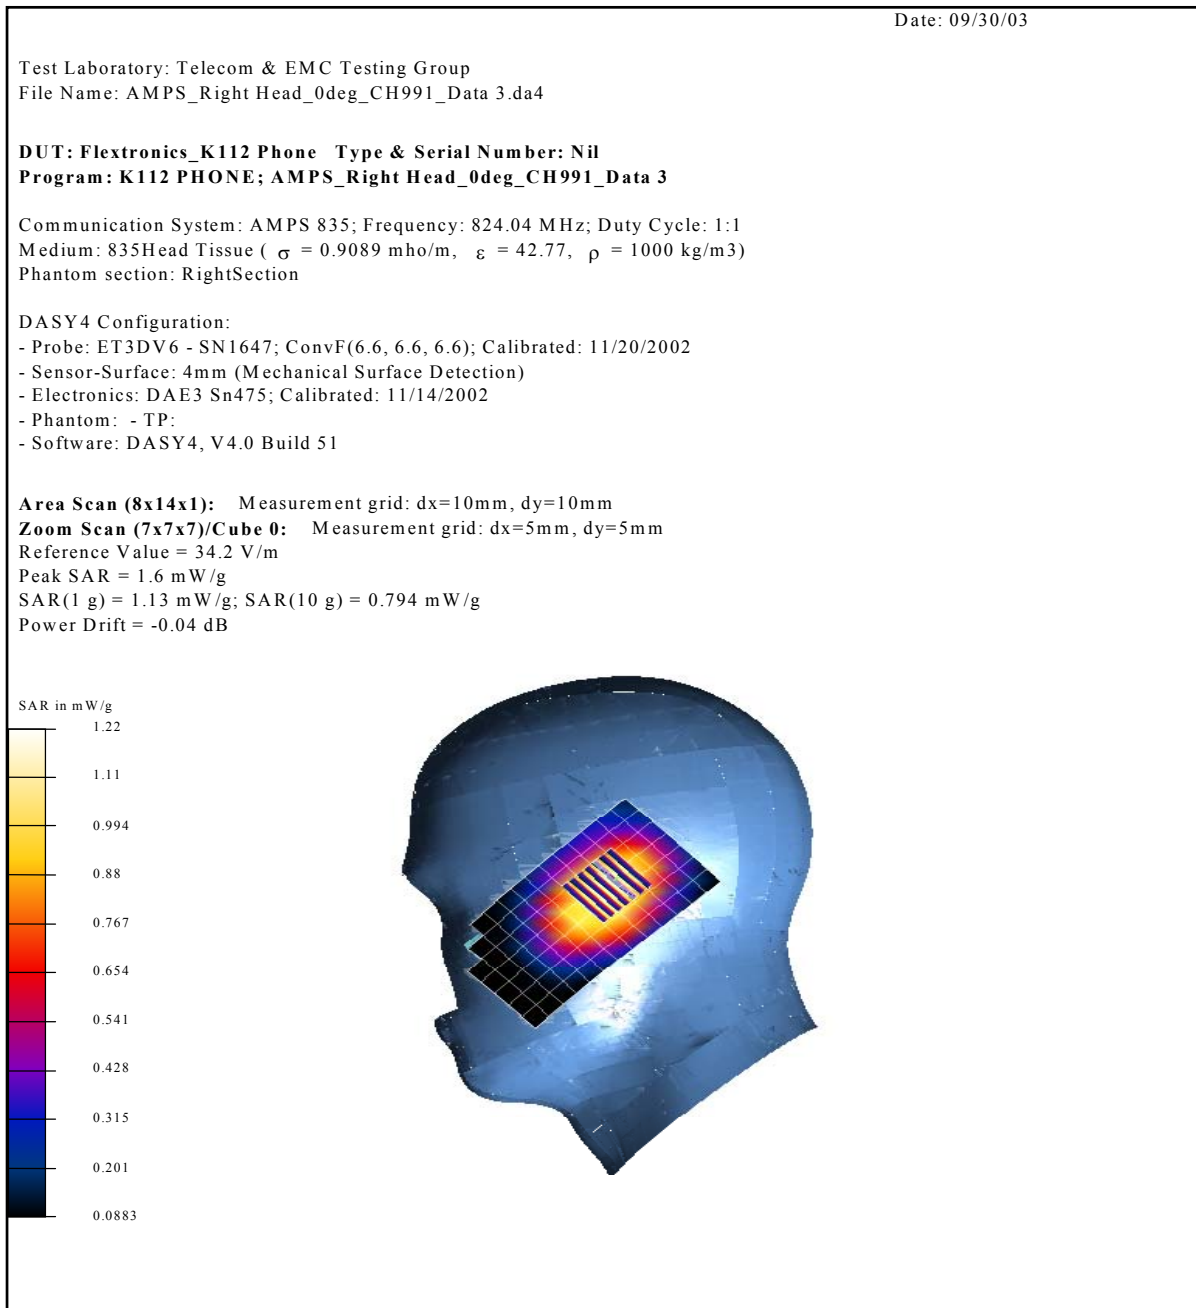 Date: 09/30/03
Test Laboratory: Telecom & EMC Testing Group
File Name: AMPS_Right Head_0deg_CH991_Data 3.da4
DUT: Flextronics_K112 Phone Type & Serial Number: Nil
Program: K112 PHONE; AMPS_Right Head_0deg_CH991_Data 3
Communication System: AMPS 835; Frequency: 824.04 MHz; Duty Cycle: 1:1
Medium: 835Head Tissue ( σ = 0.9089 mho/m, ε = 42.77, ρ = 1000 kg/m3)
Phantom section: RightSection
DASY4 Configuration:
- Probe: ET3DV6 - SN1647; ConvF(6.6, 6.6, 6.6); Calibrated: 11/20/2002
- Sensor-Surface: 4mm (Mechanical Surface Detection)
- Electronics: DAE3 Sn475; Calibrated: 11/14/2002
- Phantom: - TP:
- Software: DASY4, V4.0 Build 51
Area Scan (8x14x1): Measurement grid: dx=10mm, dy=10mm
Zoom Scan (7x7x7)/Cube 0: Measurement grid: dx=5mm, dy=5mm
Reference Value = 34.2 V/m
Peak SAR = 1.6 mW/g
SAR(1 g) = 1.13 mW/g; SAR(10 g) = 0.794 mW/g
Power Drift = -0.04 dB
SAR in mW/g
1.22
1.11
0.994
0.88
0.767
0.654
0.541
0.428
0.315
0.201
0.0883